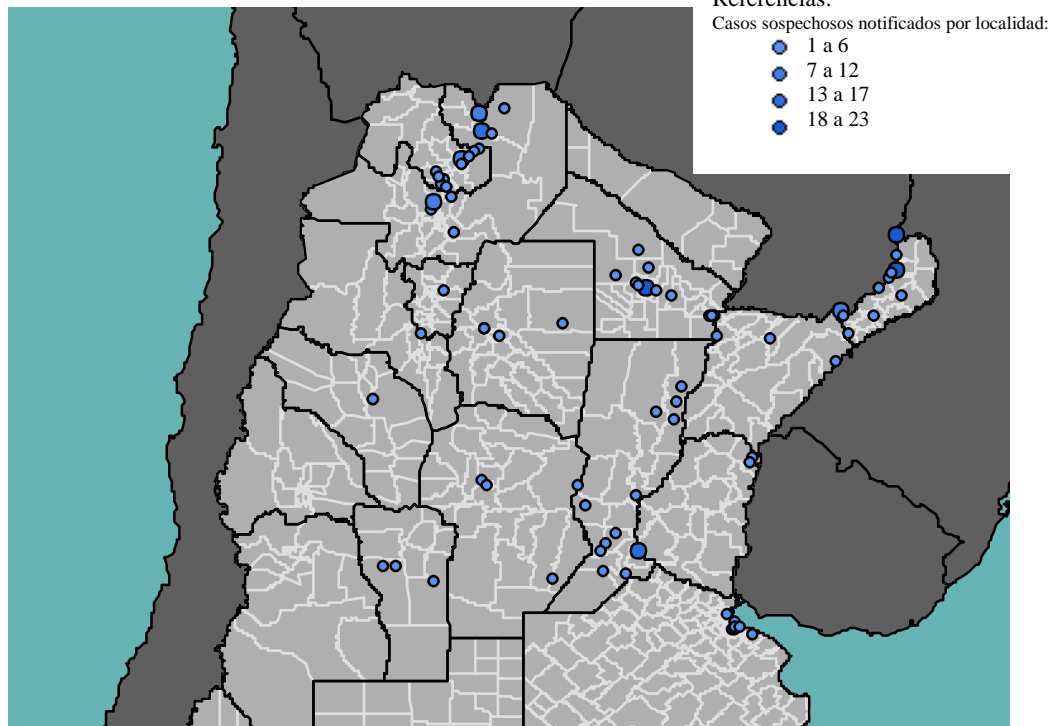 Referencias:
Casos sospechosos notificados por localidad:
1 a 6
7 a 12
13 a 17
18 a 23